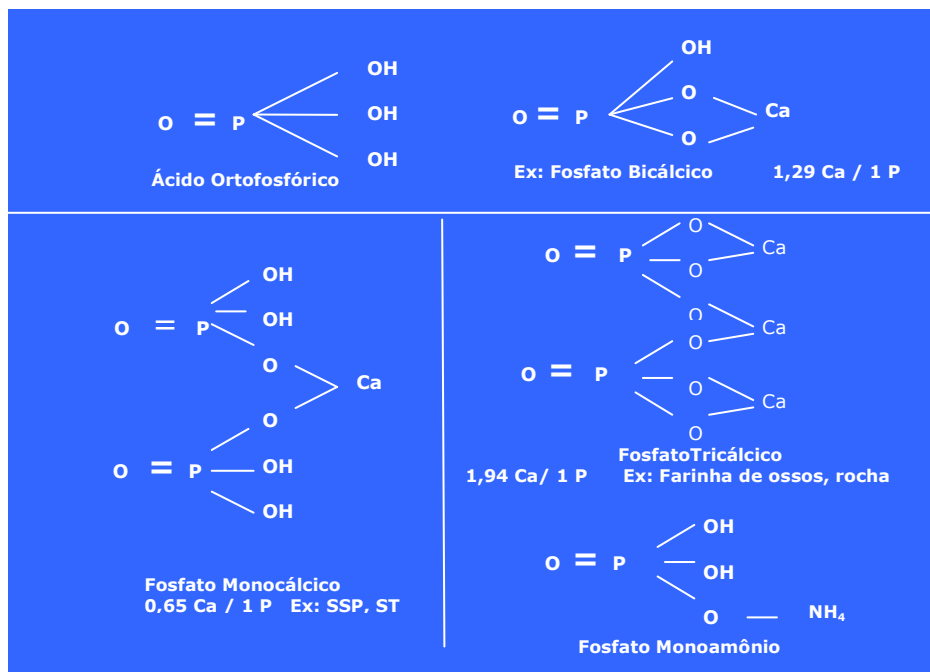 OH
O = P OH
OH
Ácido Ortofosfórico
OH
O
O = P Ca
O
Ex: Fosfato Bicálcico 1,29 Ca / 1 P
OH
OH
O = P
O
Ca
O
O = P OH
OH
Fosfato Monocálcico
0,65 Ca / 1 P Ex: SSP, ST
O
O = P Ca
O
O
Ca
O
O = P
O Ca
O
FosfatoTricálcico
1,94 Ca/ 1 P Ex: Farinha de ossos, rocha
OH
O = P
OH
O NH₄
Fosfato Monoamônio